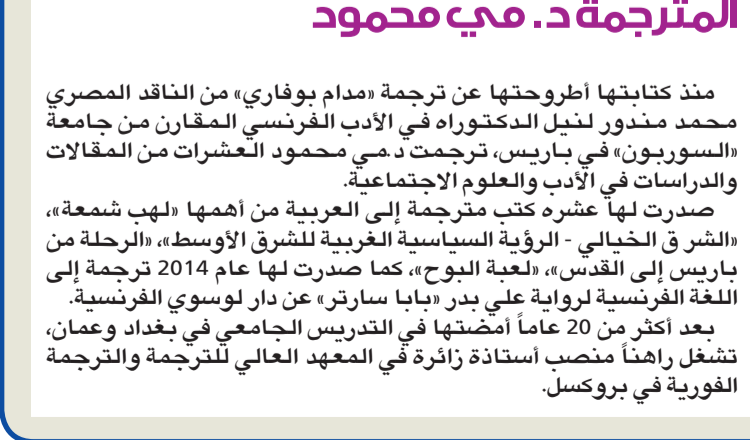 المترجمة د. مي محمود
منذ كتابتها أطروحتها عن ترجمة «مدام بوفاري» من الناقد المصري
محمد مندور لنيل الدكتوراه في الأدب الفرنسي المقارن من جامعة
«السوربون» في باريس، ترجمت د.مي محمود العشرات من المقالات
والدراسات في الأدب والعلوم الاجتماعية.
صدرت لها عشره كتب مترجمة إلى العربية من أهمها «لهب شمعة»،
«الشر ق الخيالي - الرؤية السياسية الغربية للشرق الأوسط»، «الرحلة من
باريس إلى القدس»، «لعبة البوح»، كما صدرت لها عام 2014 ترجمة إلى
اللغة الفرنسية لرواية علي بدر «بابا سارتر» عن دار لوسوي الفرنسية.
بعد أكثر من 20 عاماً أمضتها في التدريس الجامعي في بغداد وعمان،
تشغل راهناً منصب أستاذة زائرة في المعهد العالي للترجمة والترجمة
الفورية في بروكسل.